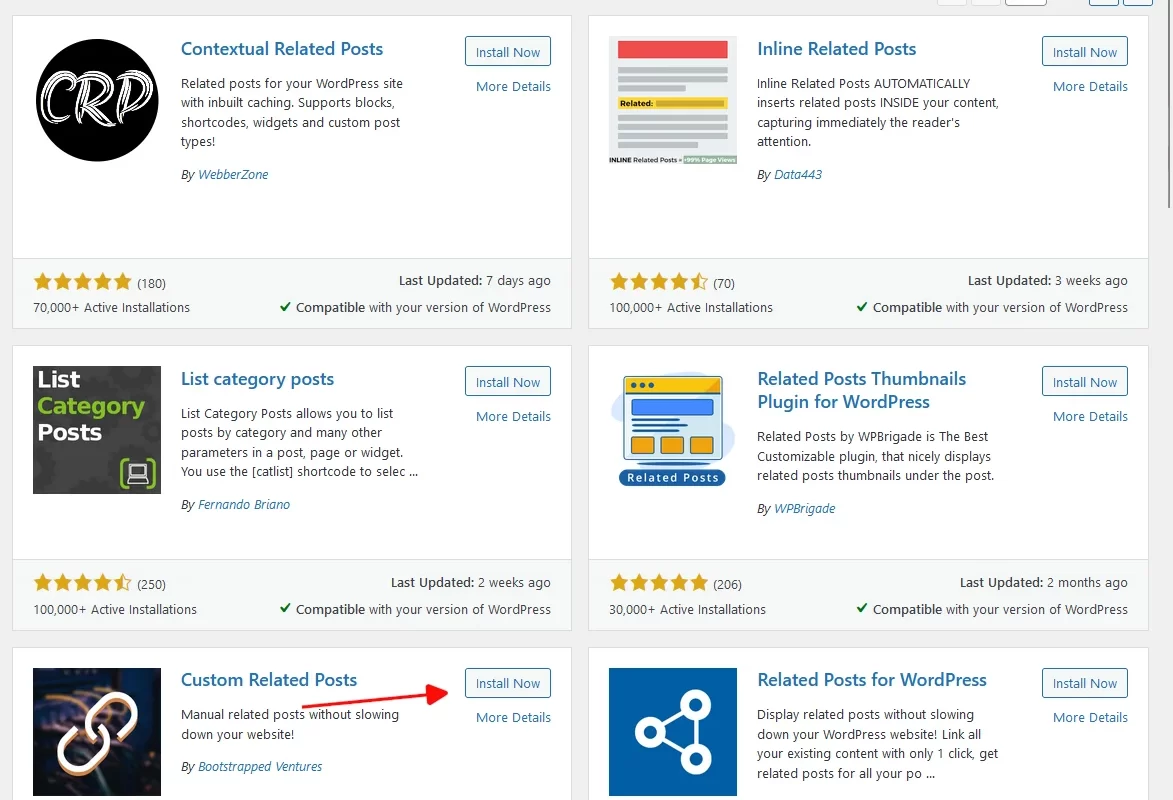 CRP
Contextual Related Posts
Install Now
More Details
Related posts for your WordPress site
with inbuilt caching. Supports blocks,
shortcodes, widgets and custom post
types!
By WebberZone
(180)
Last Updated: 7 days ago
70,000+ Active Installations
Compatible with your version of WordPress
Related:
INLINE Related Posts = +99% Page Views
Inline Related Posts
Install Now
More Details
Inline Related Posts AUTOMATICALLY
inserts related posts INSIDE your content,
capturing immediately the reader's
attention.
By Data443
(70)
Last Updated: 3 weeks ago
100,000+ Active Installations
Compatible with your version of WordPress
List
Category
Posts
List category posts
Install Now
More Details
List Category Posts allows you to list
posts by category and many other
parameters in a post, page or widget.
You use the [catlist] shortcode to selec ...
By Fernando Briano
(250)
Last Updated: 2 weeks ago
100,000+ Active Installations
Compatible with your version of WordPress
Related Posts
Related Posts Thumbnails
Plugin for WordPress
Install Now
More Details
Related Posts by WPBrigade is The Best
Customizable plugin, that nicely displays
related posts thumbnails under the post.
By WPBrigade
(206)
Last Updated: 2 months ago
30,000+ Active Installations
Compatible with your version of WordPress
Custom Related Posts
Install Now
More Details
Manual related posts without slowing
down your website!
By Bootstrapped Ventures
Related Posts for WordPress
Install Now
More Details
Display related posts without slowing
down your WordPress website! Link all
your existing content with only 1 click, get
related posts for all your po ...